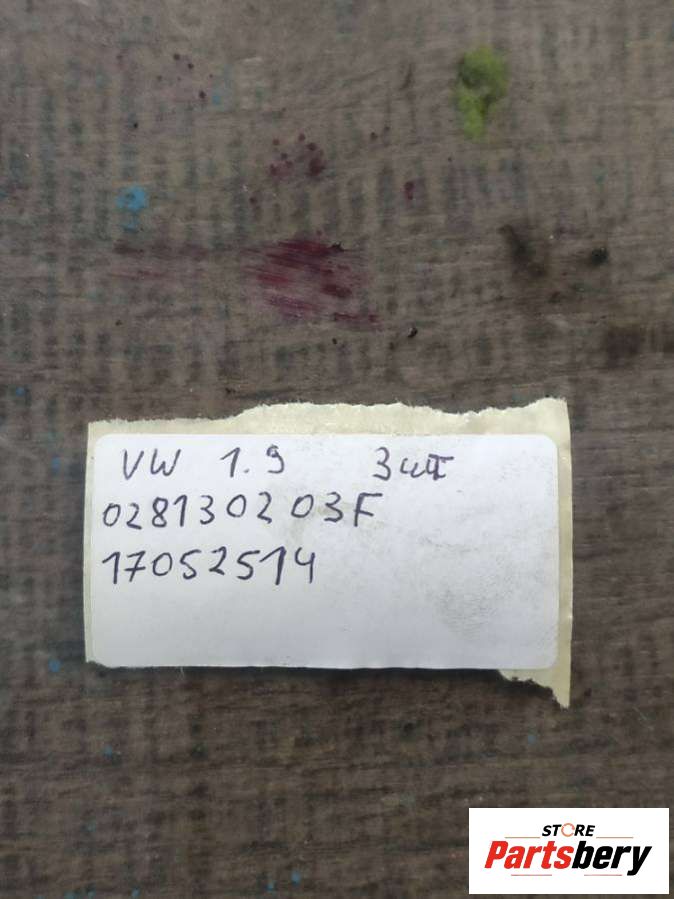 VW 1.9 3шт
028130203F
17052514
STORE
Partsbery